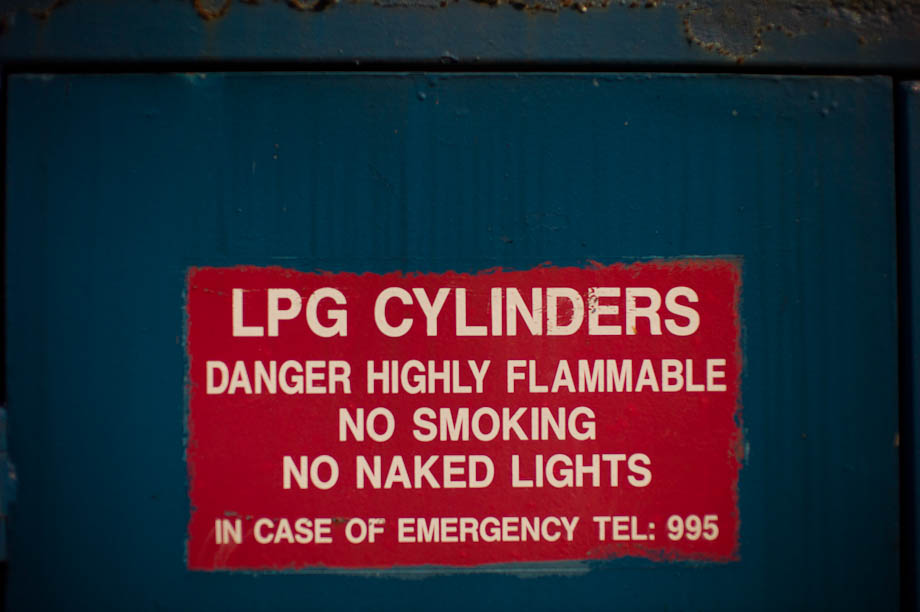 LPG CYLINDERS
DANGER HIGHLY FLAMMABLE
NO SMOKING
NO NAKED LIGHTS
IN CASE OF EMERGENCY TEL: 995